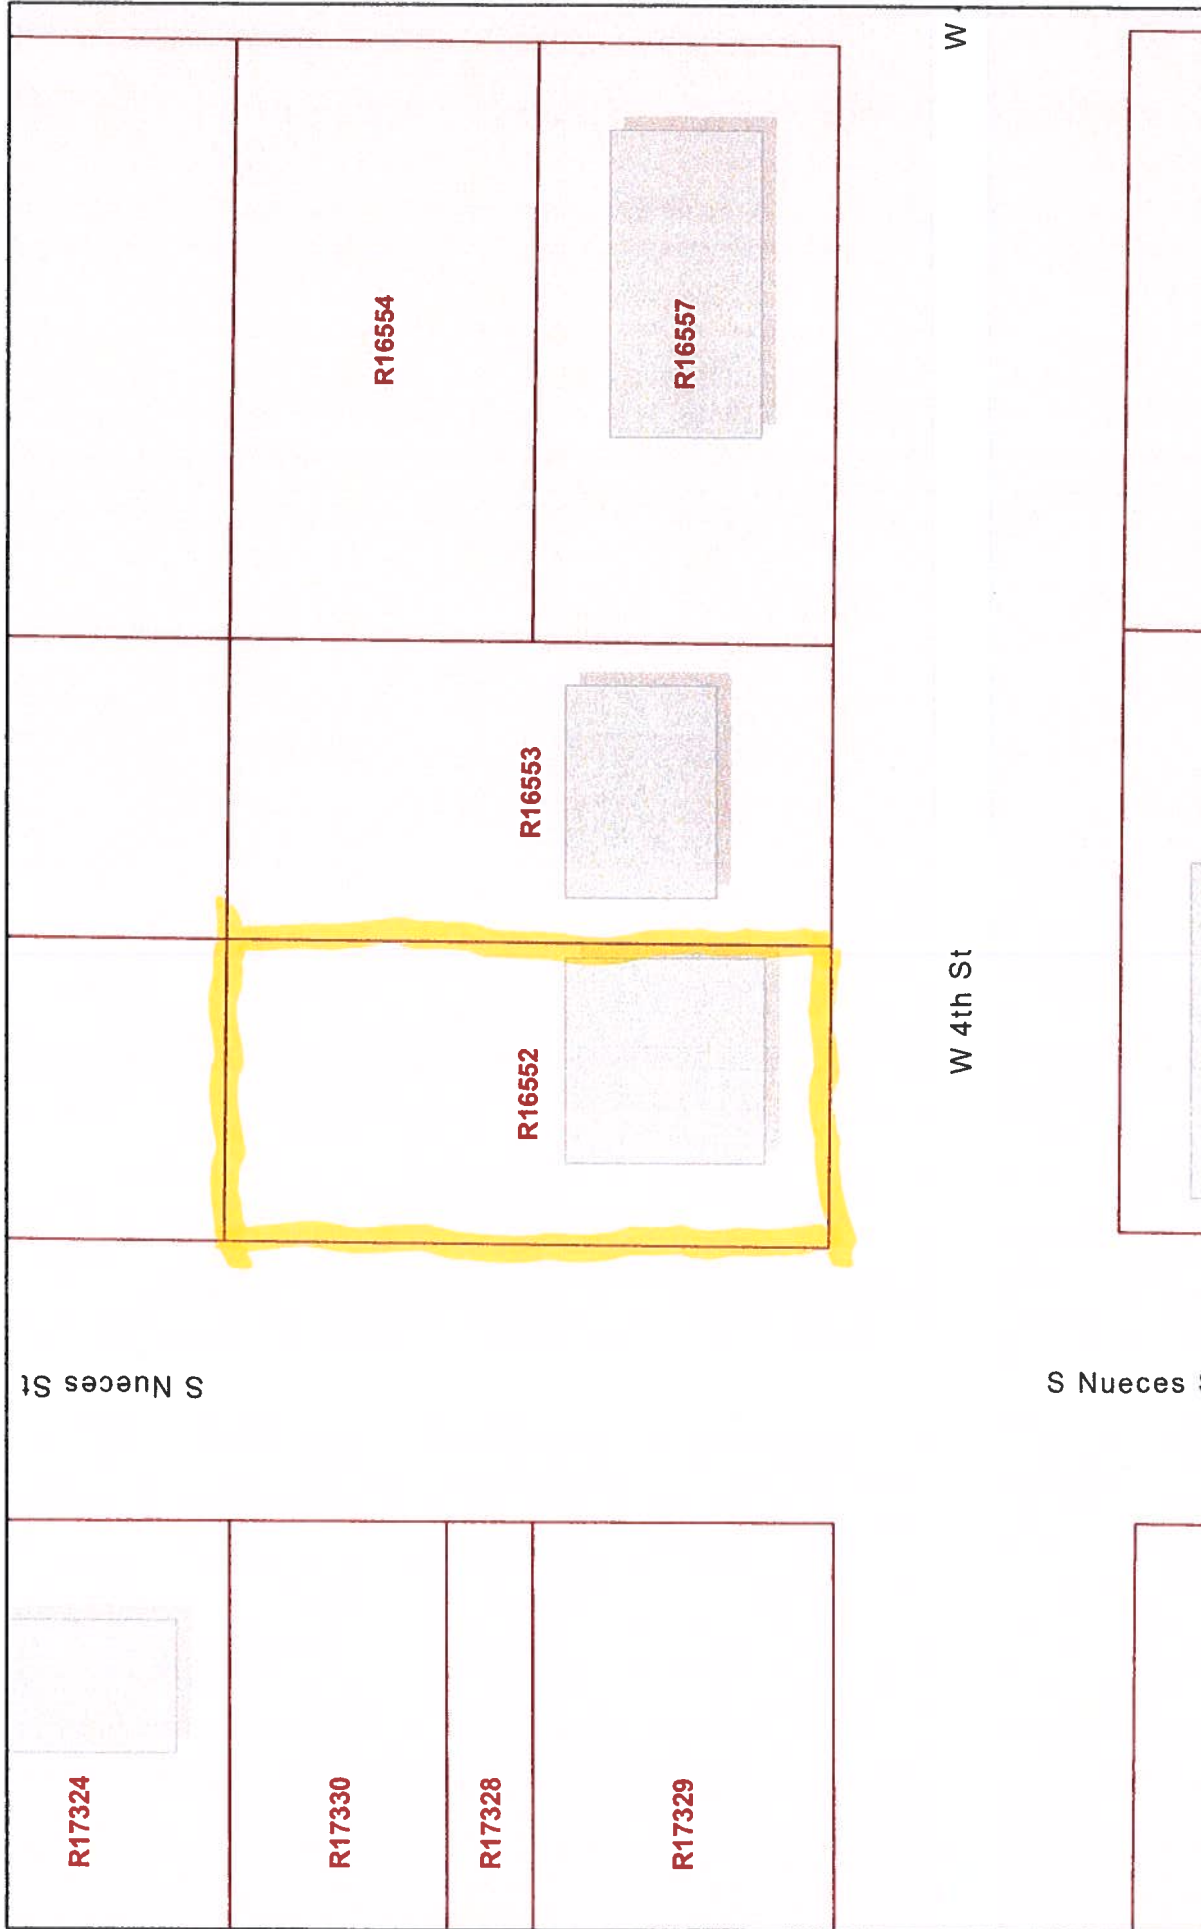 W
R16554
R16557
R16553
R16552
W 4th St
S Nueces St
S Nueces
R17324
R17330
R17328
R17329